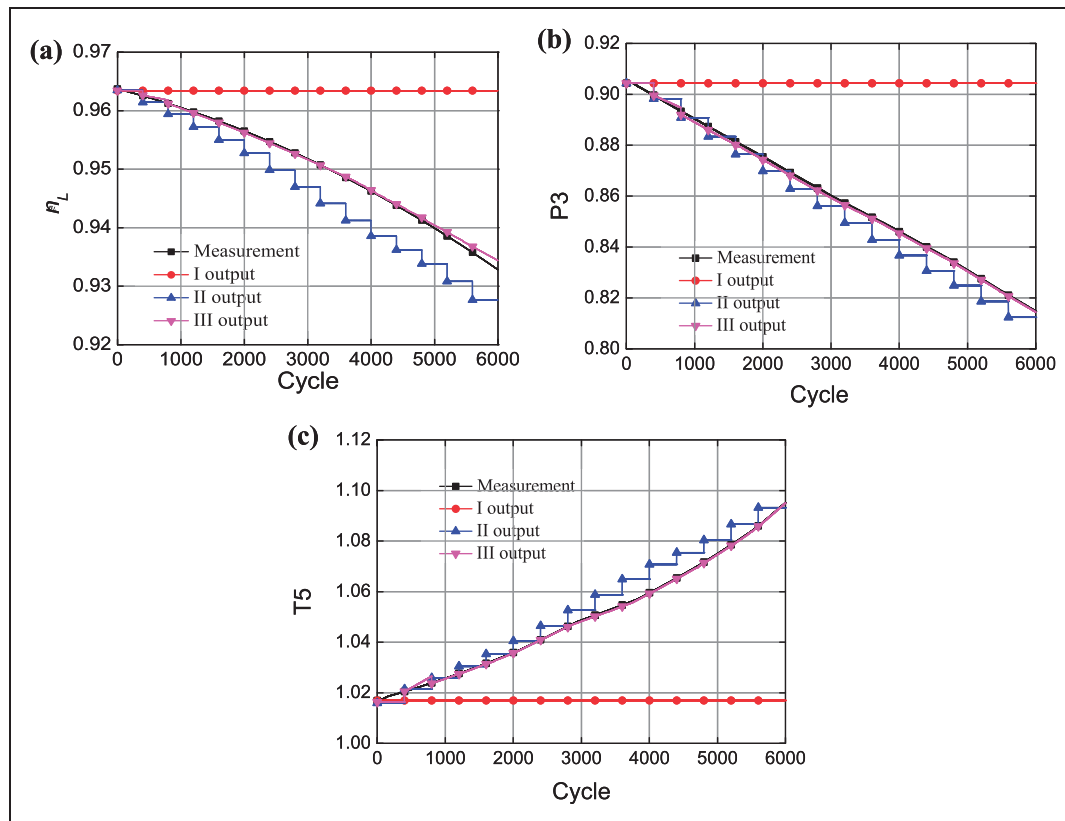 (a)
0.97
0.96
0.95
0.94
0.93
0.92
n_L
Measurement
I output
II output
III output
0 1000 2000 3000 4000 5000 6000
Cycle
(b)
0.92
0.90
0.88
0.86
0.84
0.82
0.80
P3
Measurement
I output
II output
III output
0 1000 2000 3000 4000 5000 6000
Cycle
(c)
1.12
1.10
1.08
1.06
1.04
1.02
1.00
T5
Measurement
I output
II output
III output
0 1000 2000 3000 4000 5000 6000
Cycle